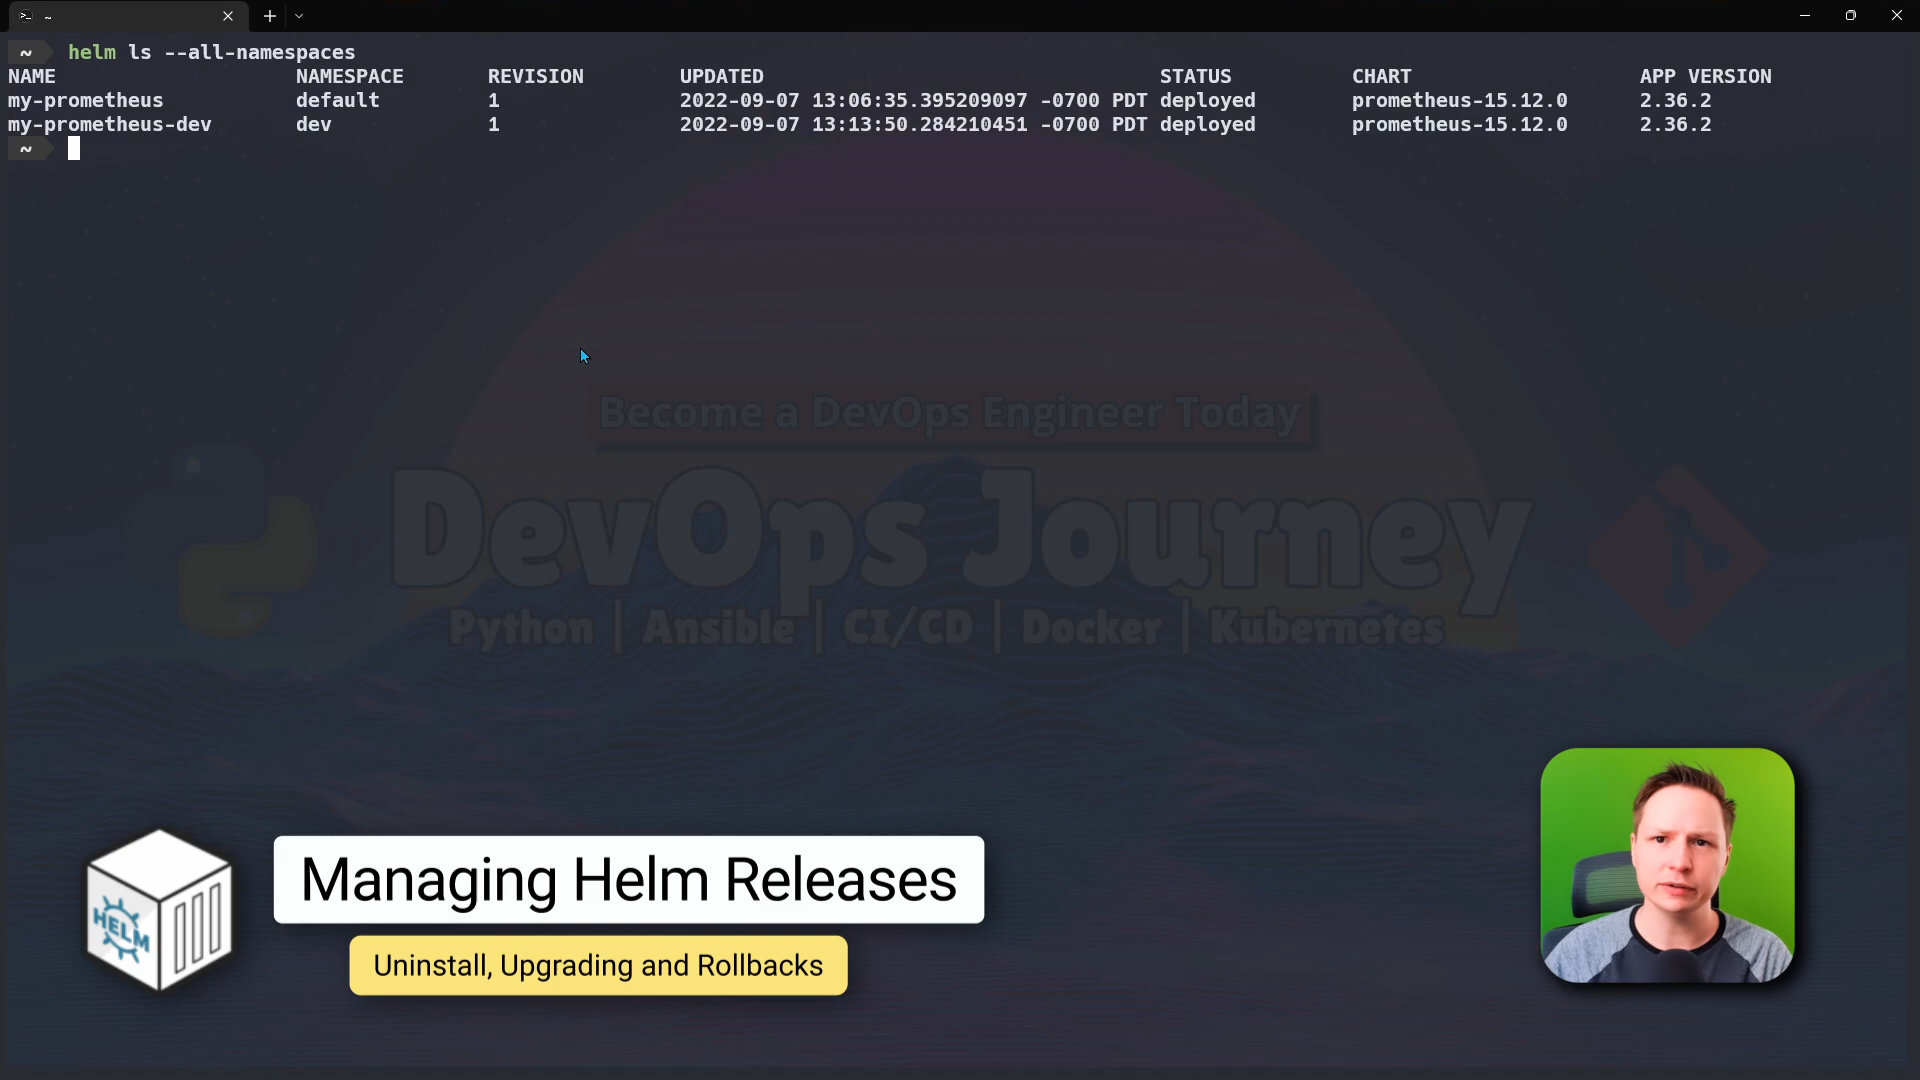 ~
~ helm ls --all-namespaces
NAME NAMESPACE REVISION UPDATED STATUS CHART APP VERSION
my-prometheus default 1 2022-09-07 13:06:35.395209097 -0700 PDT deployed prometheus-15.12.0 2.36.2
my-prometheus-dev dev 1 2022-09-07 13:13:50.284210451 -0700 PDT deployed prometheus-15.12.0 2.36.2
~
Become a DevOps Engineer Today
DevOps Journey
Python | Ansible | CI/CD | Docker | Kubernetes
HELM
Managing Helm Releases
Uninstall, Upgrading and Rollbacks